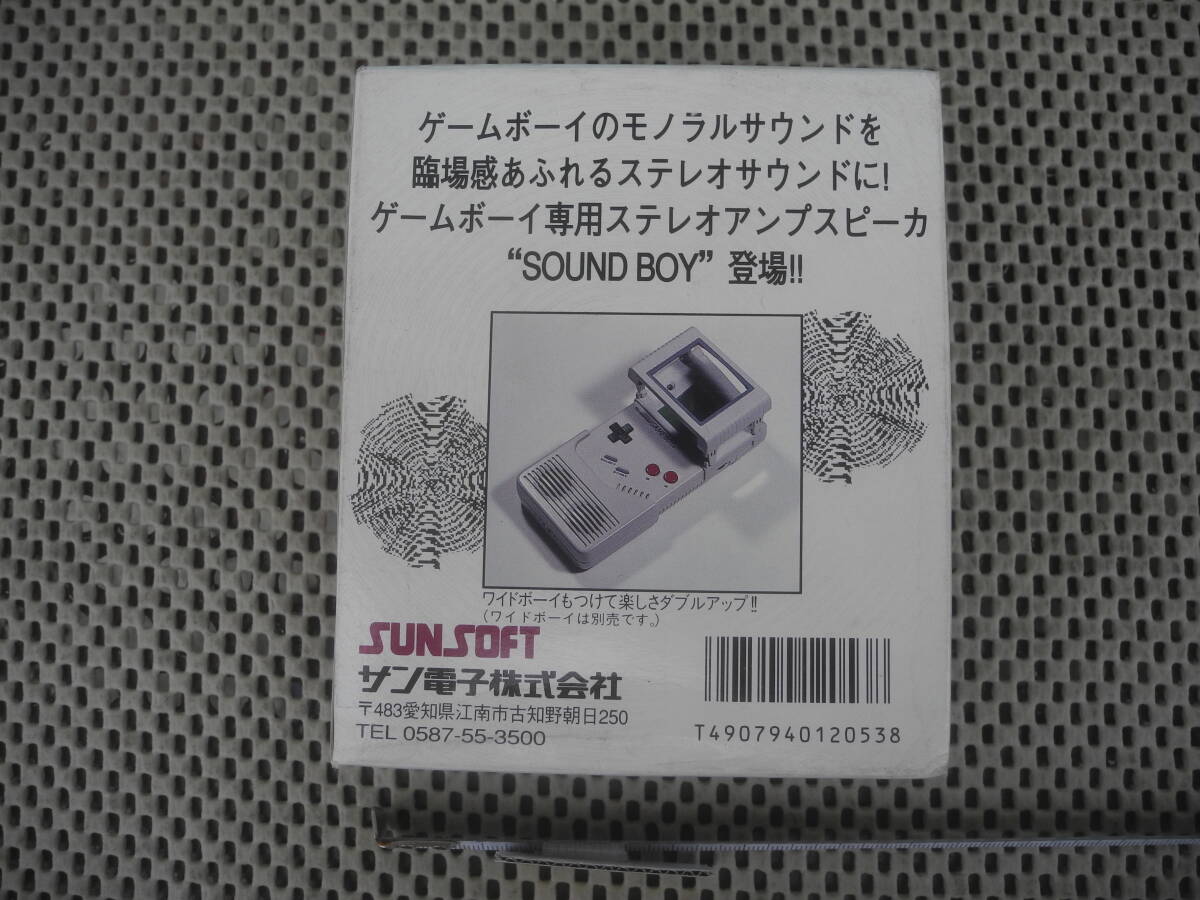 ゲームボーイのモノラルサウンドを
臨場感あふれるステレオサウンドに!
ゲームボーイ専用ステレオアンプスピーカ
“SOUND BOY” 登場!!
ワイドボーイもつけて楽しさダブルアップ!!
(ワイドボーイは別売です。)
SUNSOFT
サン電子株式会社
〒483愛知県江南市古知野朝日250
TEL 0587-55-3500
T4907940120538